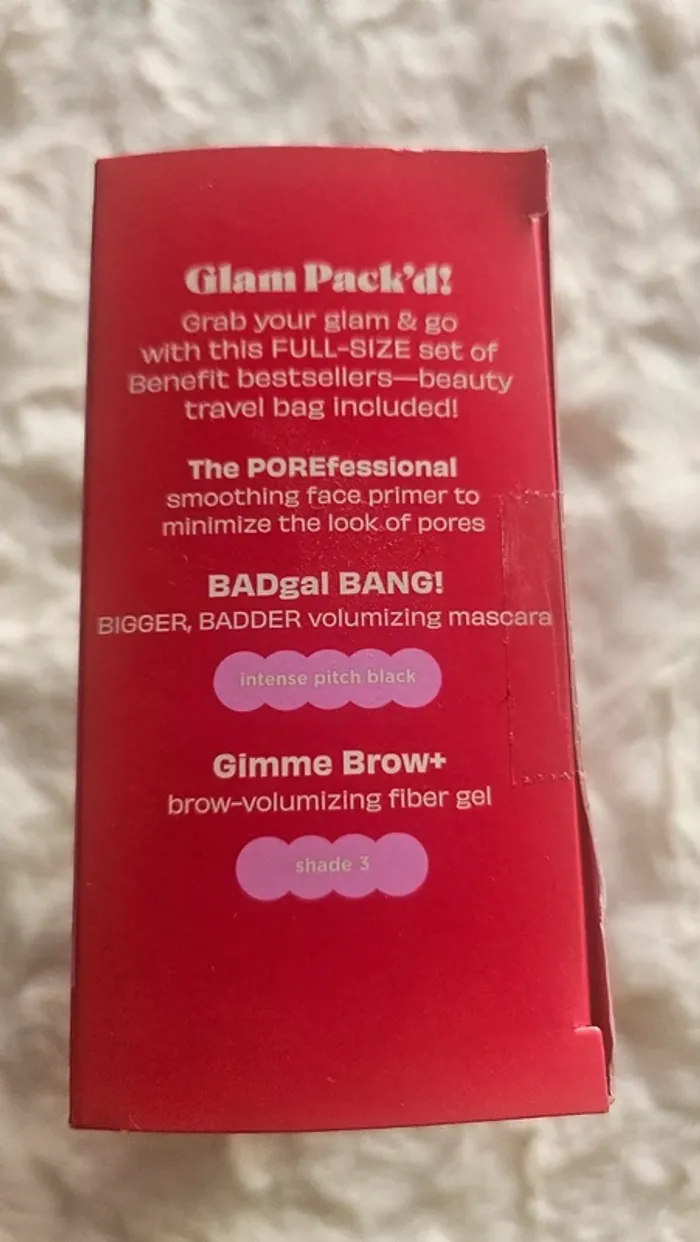 Glam Pack'd!
Grab your glam & go
with this FULL-SIZE set of
Benefit bestsellers—beauty
travel bag included!
The POREfessional
smoothing face primer to
minimize the look of pores
BADgal BANG!
BIGGER, BADDER volumizing mascara
intense pitch black
Gimme Brow+
brow-volumizing fiber gel
shade 3